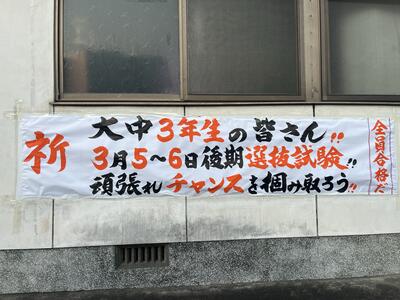 祈
大中3年生の皆さん!!
3月5~6日後期選抜試験!!
頑張れチャンスを掴み取ろう!!
全員合格だ